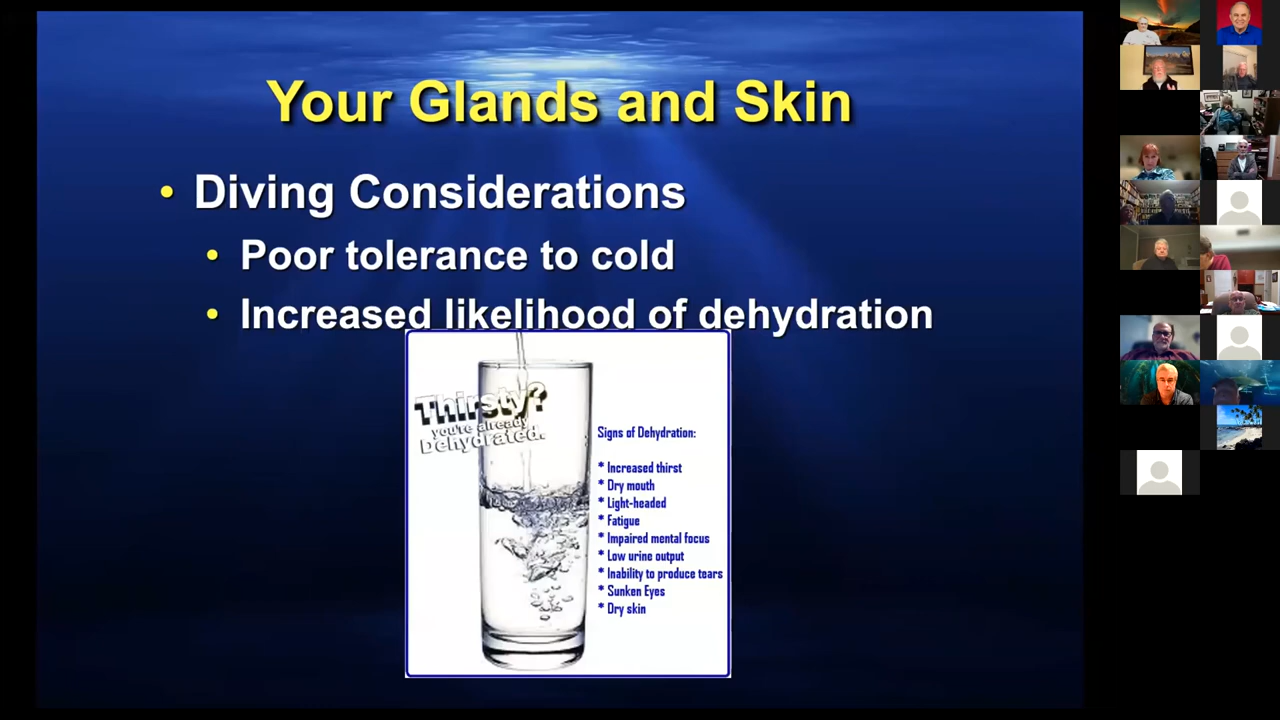 Your Glands and Skin
• Diving Considerations
• Poor tolerance to cold
• Increased likelihood of dehydration
Thirsty?
you're already
Dehydrated.
Signs of Dehydration:
* Increased thirst
* Dry mouth
* Light-headed
* Fatigue
* Impaired mental focus
* Low urine output
* Inability to produce tears
* Sunken Eyes
* Dry skin